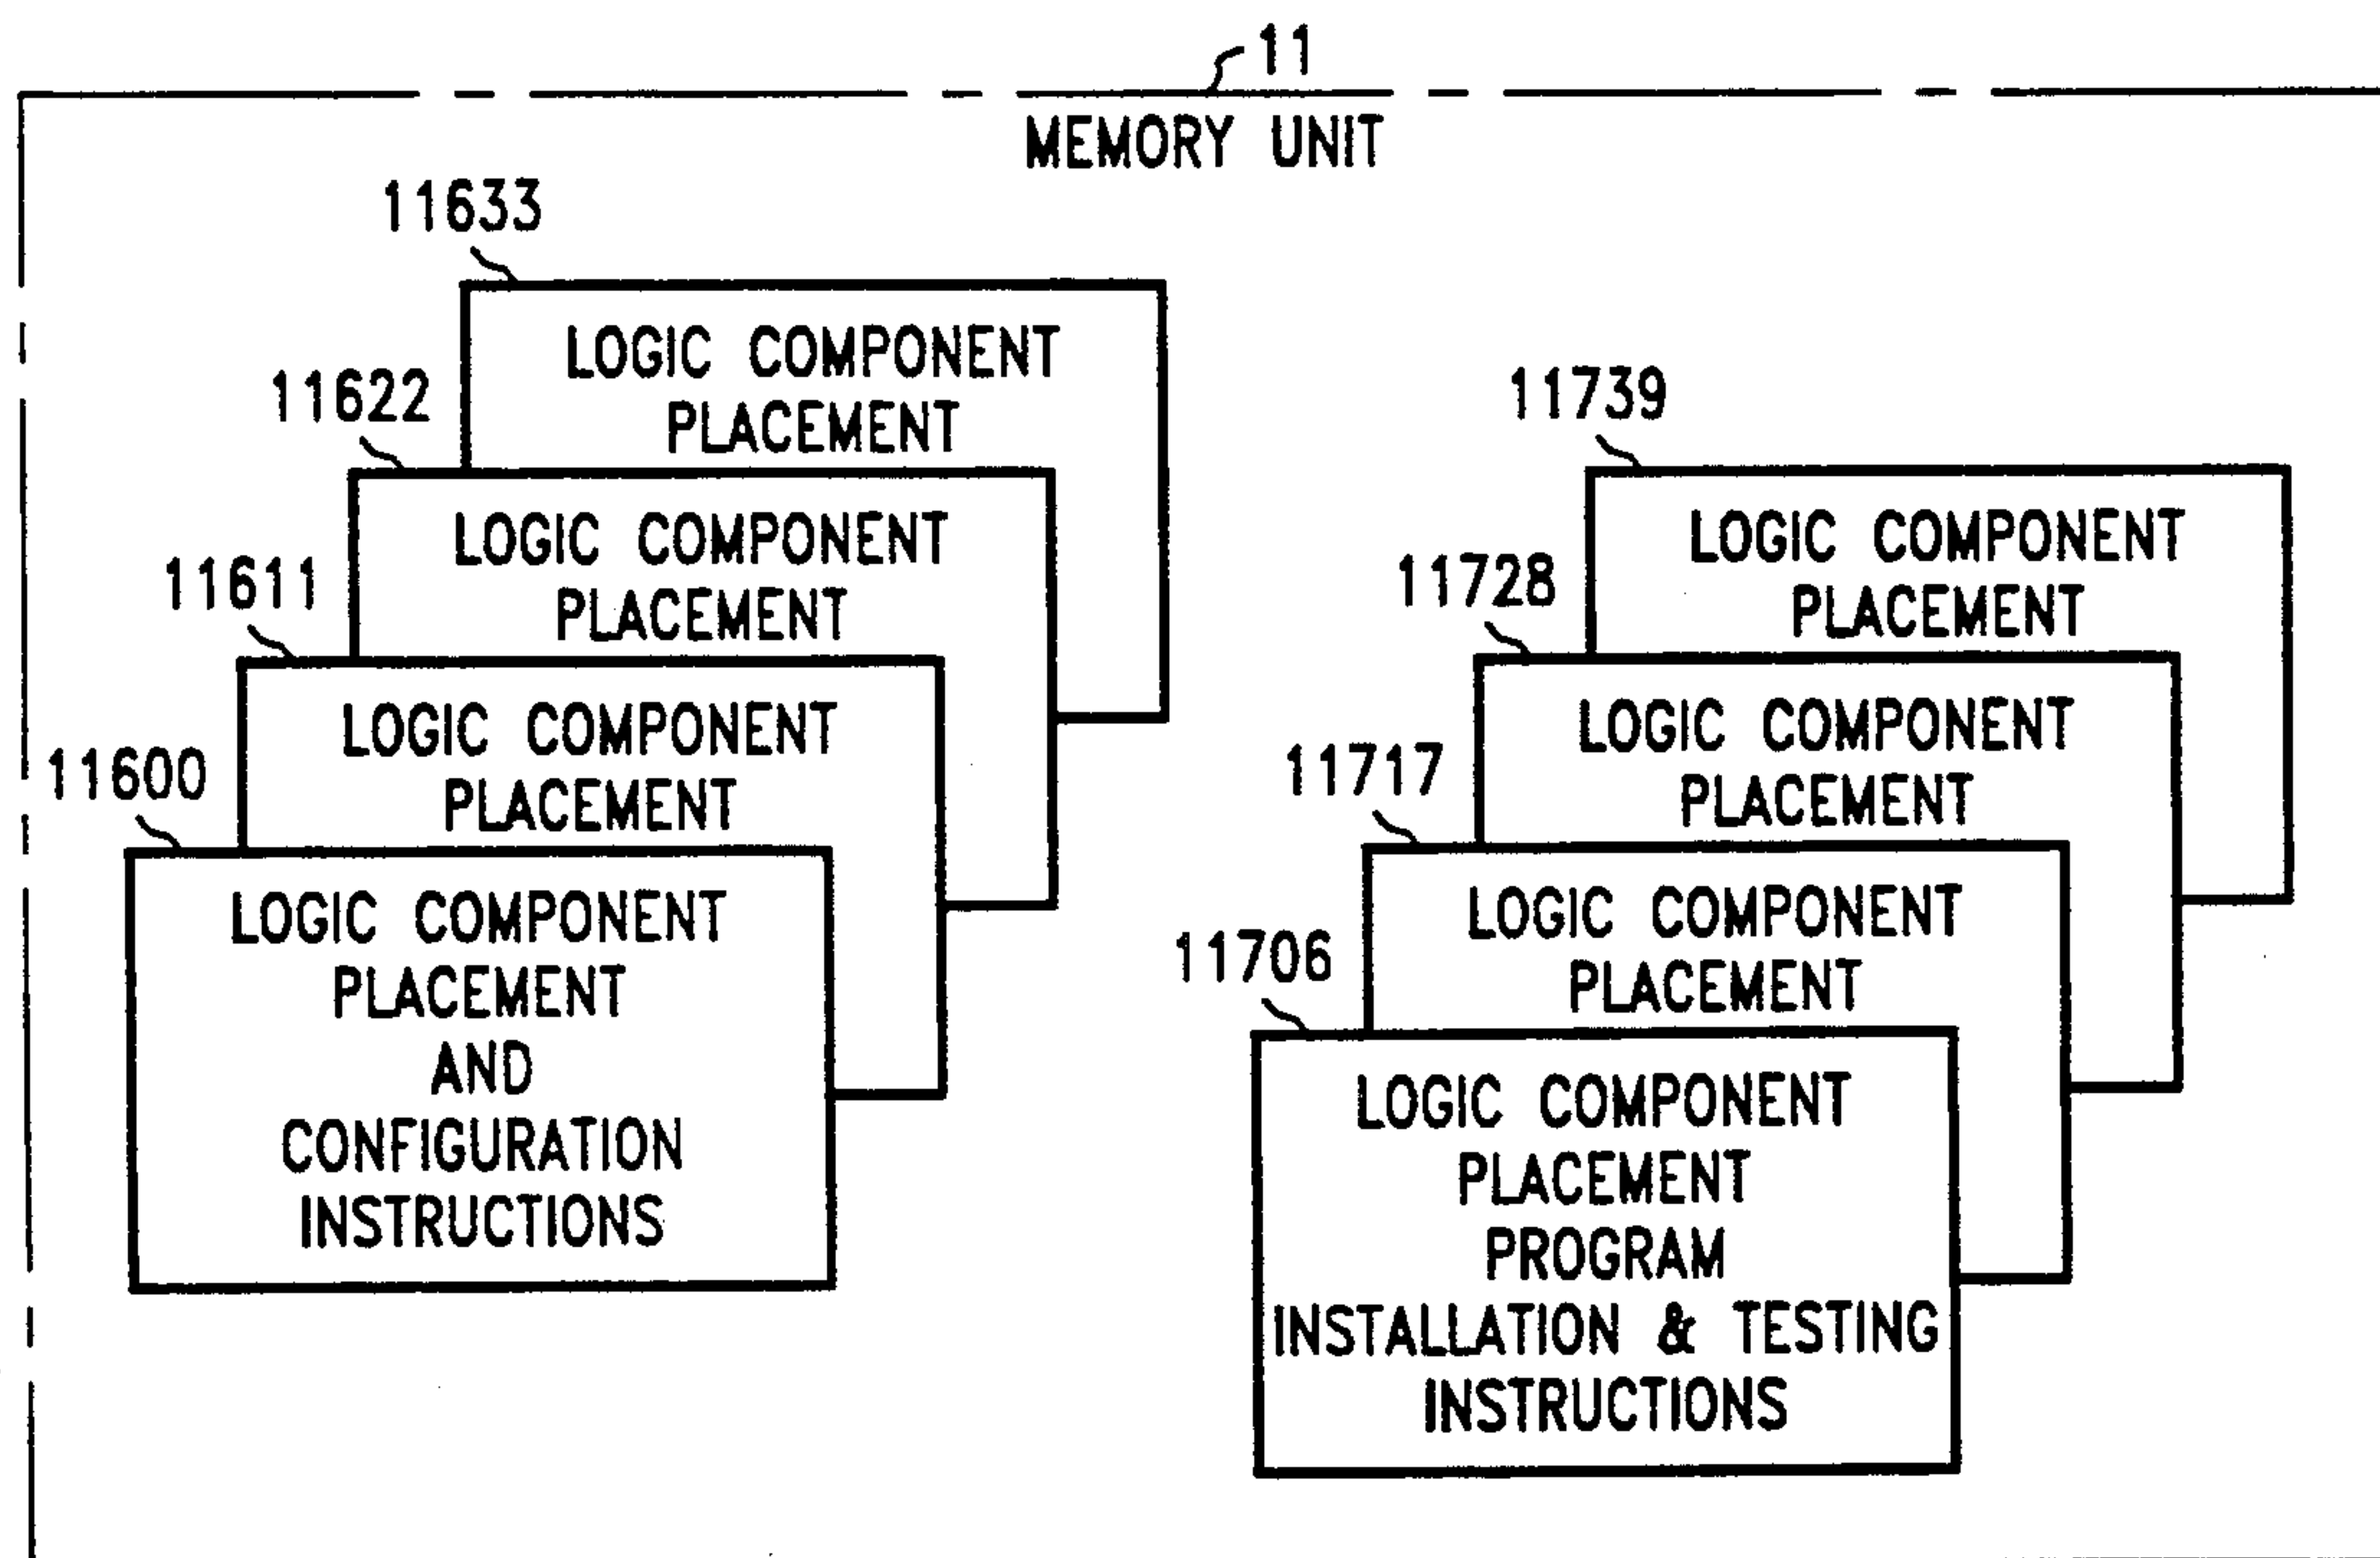 11
MEMORY UNIT
11633
LOGIC COMPONENT
PLACEMENT
11622
LOGIC COMPONENT
PLACEMENT
11611
LOGIC COMPONENT
PLACEMENT
11600
LOGIC COMPONENT
PLACEMENT
AND
CONFIGURATION
INSTRUCTIONS
11739
LOGIC COMPONENT
PLACEMENT
11728
LOGIC COMPONENT
PLACEMENT
11717
LOGIC COMPONENT
PLACEMENT
11706
LOGIC COMPONENT
PLACEMENT
PROGRAM
INSTALLATION & TESTING
INSTRUCTIONS